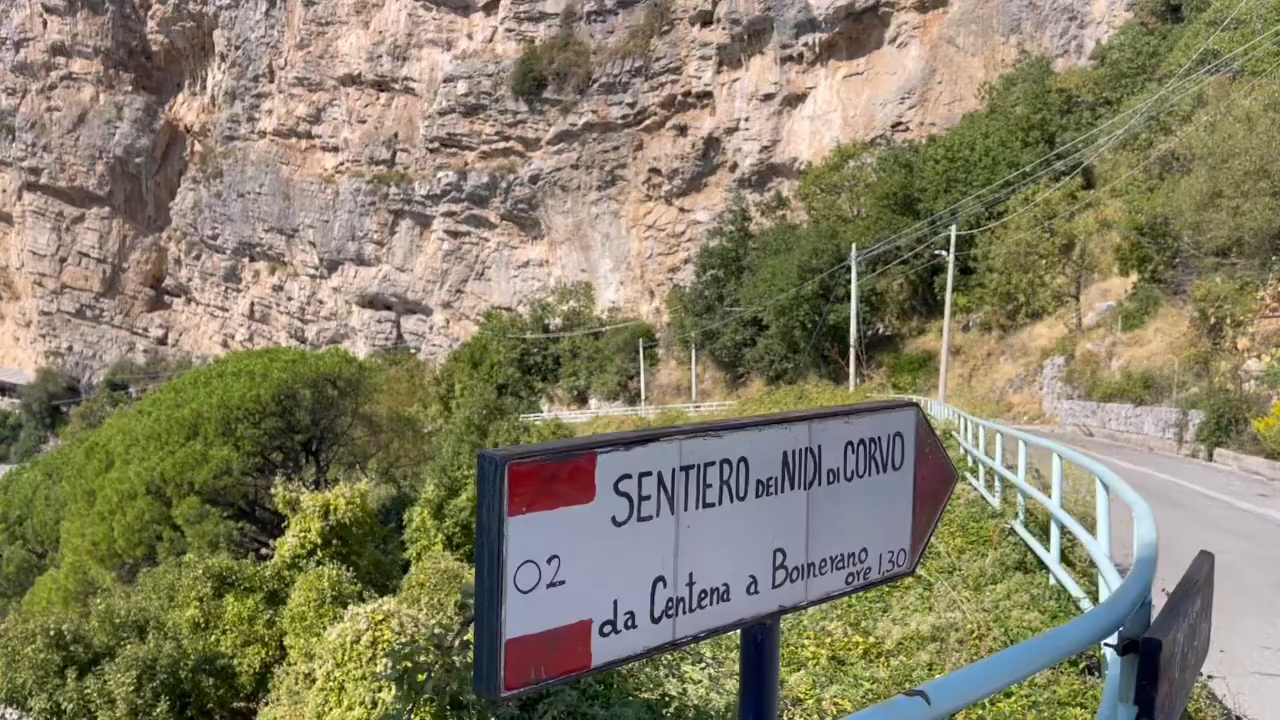 SENTIERO DEI NIDI DI CORVO
02
da Centena a Bomerano
ore 1,30